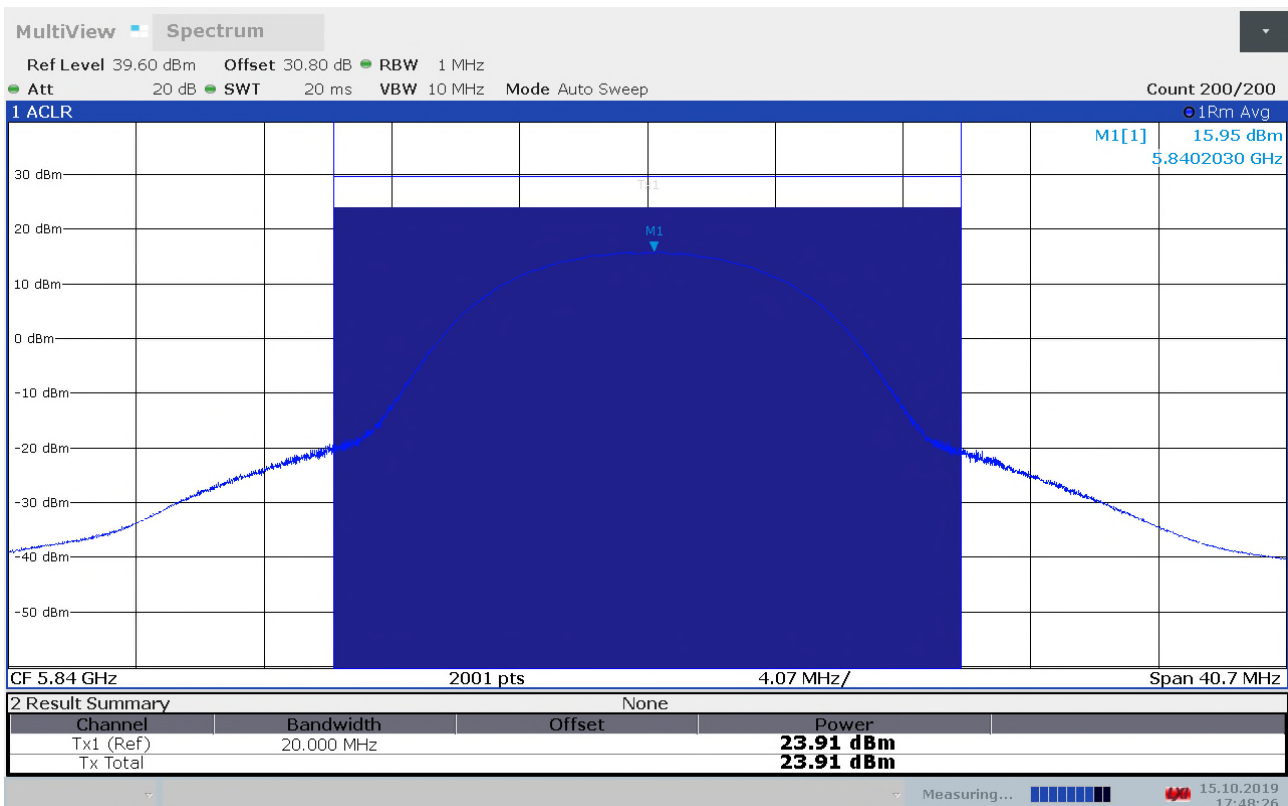 MultiView Spectrum
Ref Level 39.60 dBm Offset 30.80 dB RBW 1 MHz
Att 20 dB SWT 20 ms VBW 10 MHz Mode Auto Sweep Count 200/200
1 ACLR 1Rm Avg
M1[1] 15.95 dBm
5.8402030 GHz
30 dBm
Tx1
20 dBm
M1
10 dBm
0 dBm
-10 dBm
-20 dBm
-30 dBm
-40 dBm
-50 dBm
CF 5.84 GHz 2001 pts 4.07 MHz/ Span 40.7 MHz
2 Result Summary None
Channel Bandwidth Offset Power
Tx1 (Ref) 20.000 MHz 23.91 dBm
Tx Total 23.91 dBm
Measuring... 15.10.2019
17:48:26